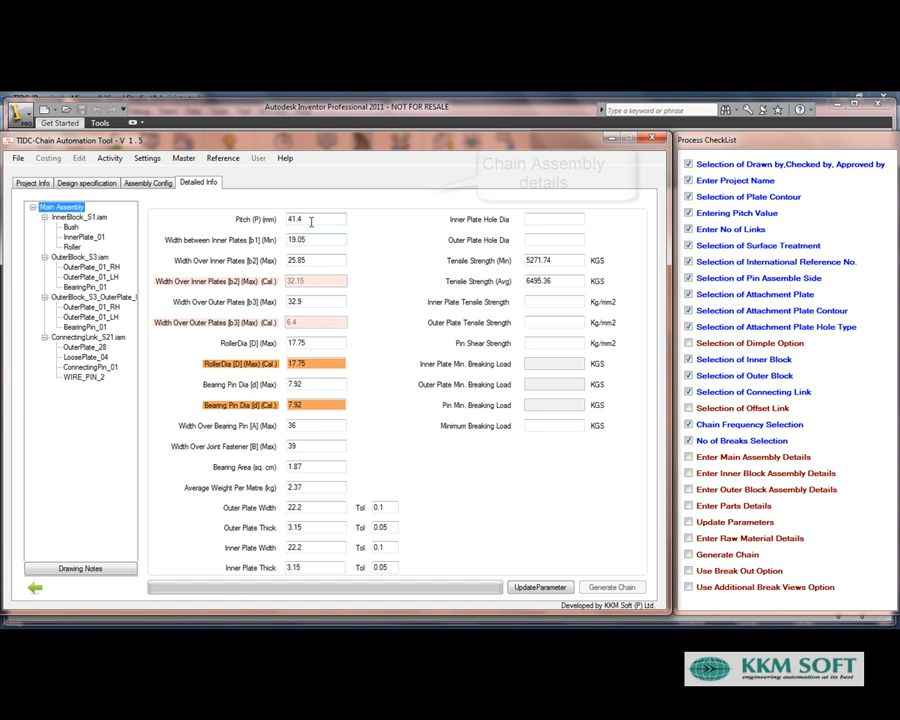 Autodesk Inventor Professional 2011 - NOT FOR RESALE
Type a keyword or phrase
PRO
Get Started Tools
TIDC-Chain Automation Tool - V 1 . 5
File Costing Edit Activity Settings Master Reference User Help
Project Info Design specification Assembly Config Detailed Info
Chain Assembly
details
Main Assembly
InnerBlock_S1.iam
Bush
InnerPlate_01
Roller
OuterBlock_S3.iam
OuterPlate_01_RH
OuterPlate_01_LH
BearingPin_01
OuterBlock_S3_OuterPlate_
OuterPlate_01_RH
OuterPlate_01_LH
BearingPin_01
ConnectingLink_S21.iam
OuterPlate_28
LoosePlate_04
ConnectingPin_01
WIRE_PIN_2
Drawing Notes
Pitch (P) (mm) 41.4
Width between Inner Plates [b1] (Min) 19.05
Width Over Inner Plates [b2] (Max) 25.85
Width Over Inner Plates [b2] (Max) (Cal.) 32.15
Width Over Outer Plates [b3] (Max) 32.9
Width Over Outer Plates [b3] (Max) (Cal.) 6.4
RollerDia [D] (Max) 17.75
RollerDia [D] (Max) (Cal.) 17.75
Bearing Pin Dia [d] (Max) 7.92
Bearing Pin Dia [d] (Cal.) 7.92
Width Over Bearing Pin [A] (Max) 36
Width Over Joint Fastener [B] (Max) 39
Bearing Area (sq. cm) 1.87
Average Weight Per Metre (kg) 2.37
Outer Plate Width 22.2 Tol 0.1
Outer Plate Thick 3.15 Tol 0.05
Inner Plate Width 22.2 Tol 0.1
Inner Plate Thick 3.15 Tol 0.05
Inner Plate Hole Dia
Outer Plate Hole Dia
Tensile Strength (Min) 5271.74 KGS
Tensile Strength (Avg) 6495.36 KGS
Inner Plate Tensile Strength Kg/mm2
Outer Plate Tensile Strength Kg/mm2
Pin Shear Strength Kg/mm2
Inner Plate Min. Breaking Load KGS
Outer Plate Min. Breaking Load KGS
Pin Min. Breaking Load KGS
Minimum Breaking Load KGS
UpdateParameter Generate Chain
Developed by KKM Soft (P) Ltd.
Process CheckList
Selection of Drawn by,Checked by, Approved by
Enter Project Name
Selection of Plate Contour
Entering Pitch Value
Enter No of Links
Selection of Surface Treatment
Selection of International Reference No.
Selection of Pin Assemble Side
Selection of Attachment Plate
Selection of Attachment Plate Contour
Selection of Attachment Plate Hole Type
Selection of Dimple Option
Selection of Inner Block
Selection of Outer Block
Selection of Connecting Link
Selection of Offset Link
Chain Frequency Selection
No of Breaks Selection
Enter Main Assembly Details
Enter Inner Block Assembly Details
Enter Outer Block Assembly Details
Enter Parts Details
Update Parameters
Enter Raw Material Details
Generate Chain
Use Break Out Option
Use Additional Break Views Option
KKM SOFT
engineering automation at its best